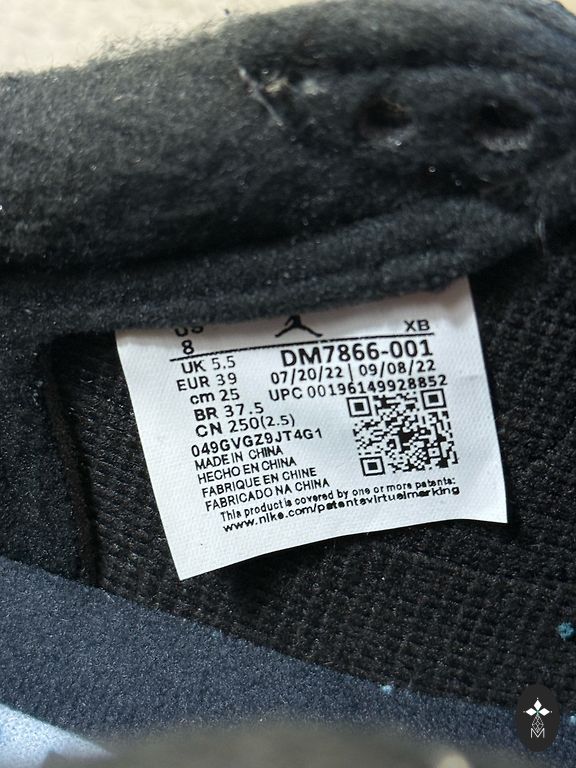 US
8
XB
UK 5.5
EUR 39
cm 25
BR 37.5
CN 250(2.5)
DM7866-001
07/20/22 | 09/08/22
UPC 00196149928852
049GVGZ9JT4G1
MADE IN CHINA
HECHO EN CHINA
FABRIQUE EN CHINE
FABRICADO NA CHINA
This product is covered by one or more patents:
www.nike.com/patentsvirtualmarking
M